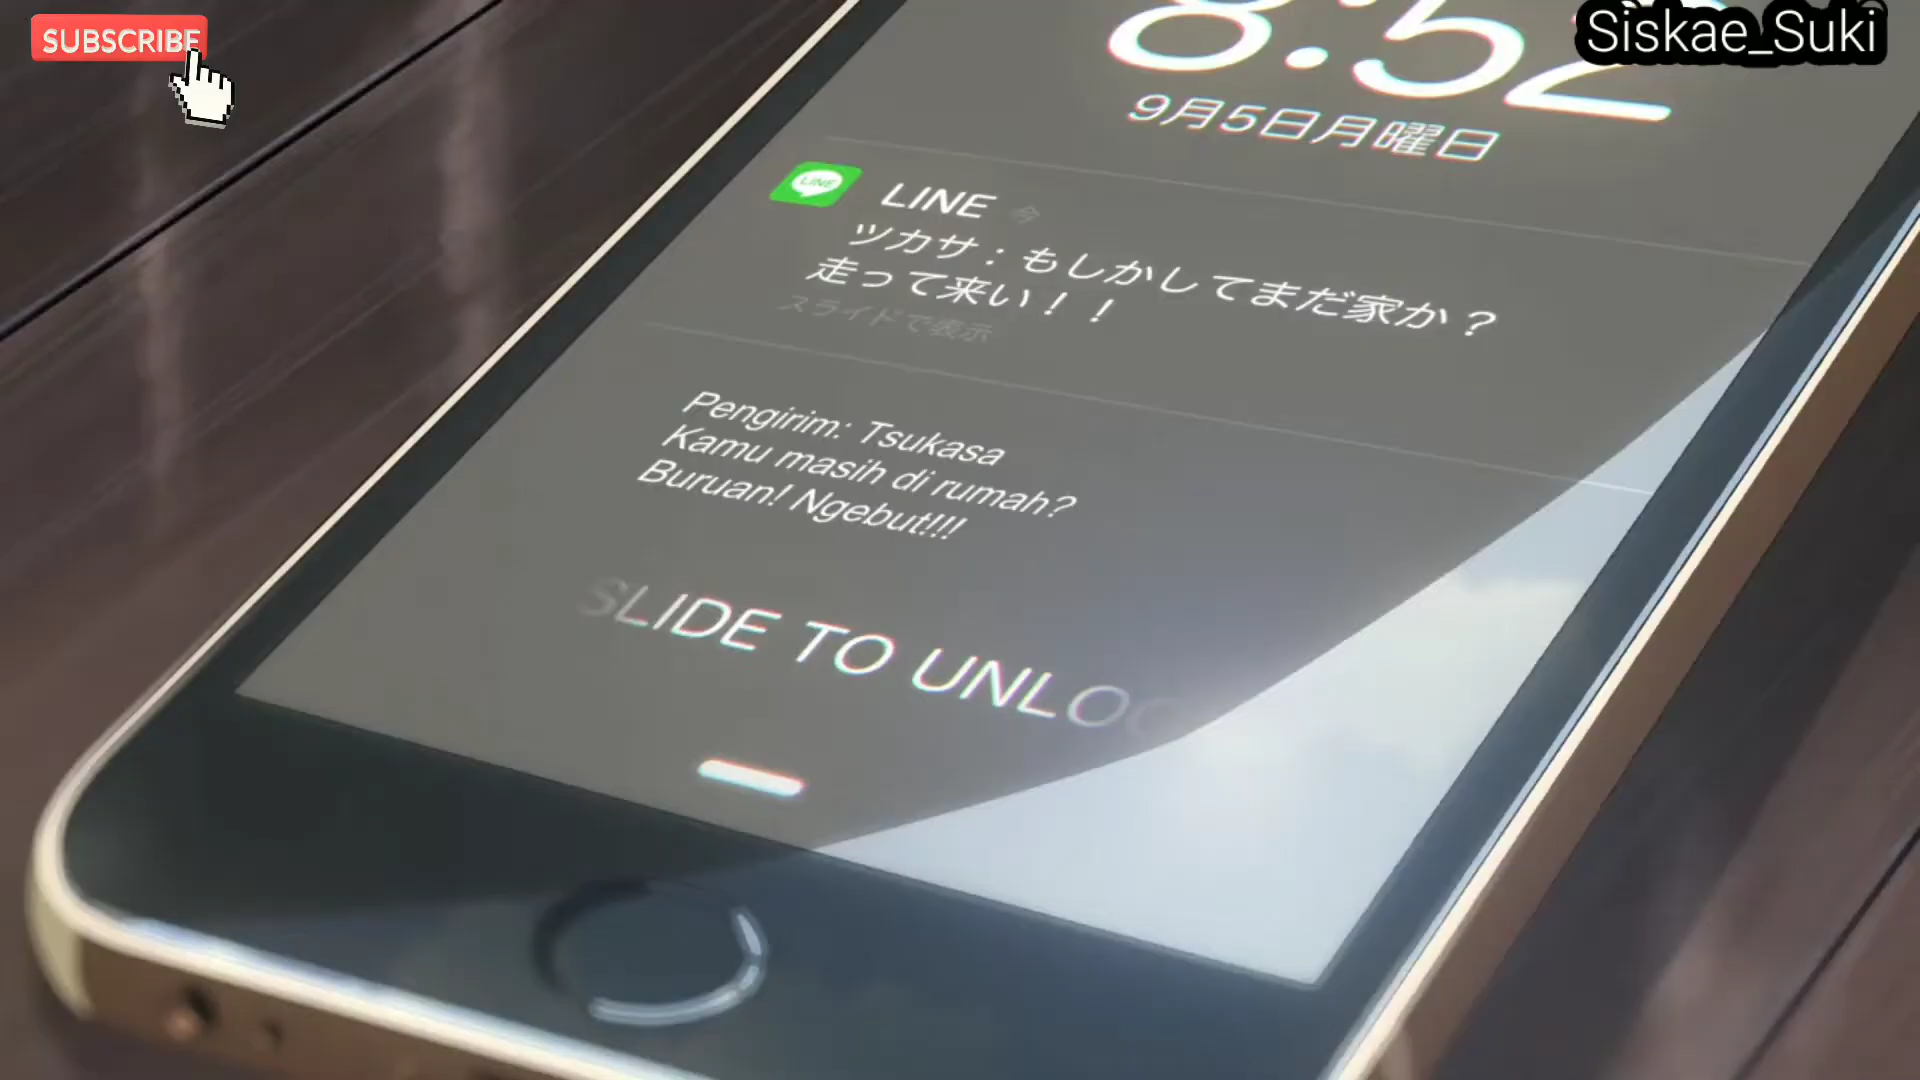 SUBSCRIBE
Siskae_Suki
8:52
9月5日月曜日
LINE 今
ツカサ：もしかしてまだ家か？
走って来い！！
スライドで表示
Pengirim: Tsukasa
Kamu masih di rumah?
Buruan! Ngebut!!!
SLIDE TO UNLOC